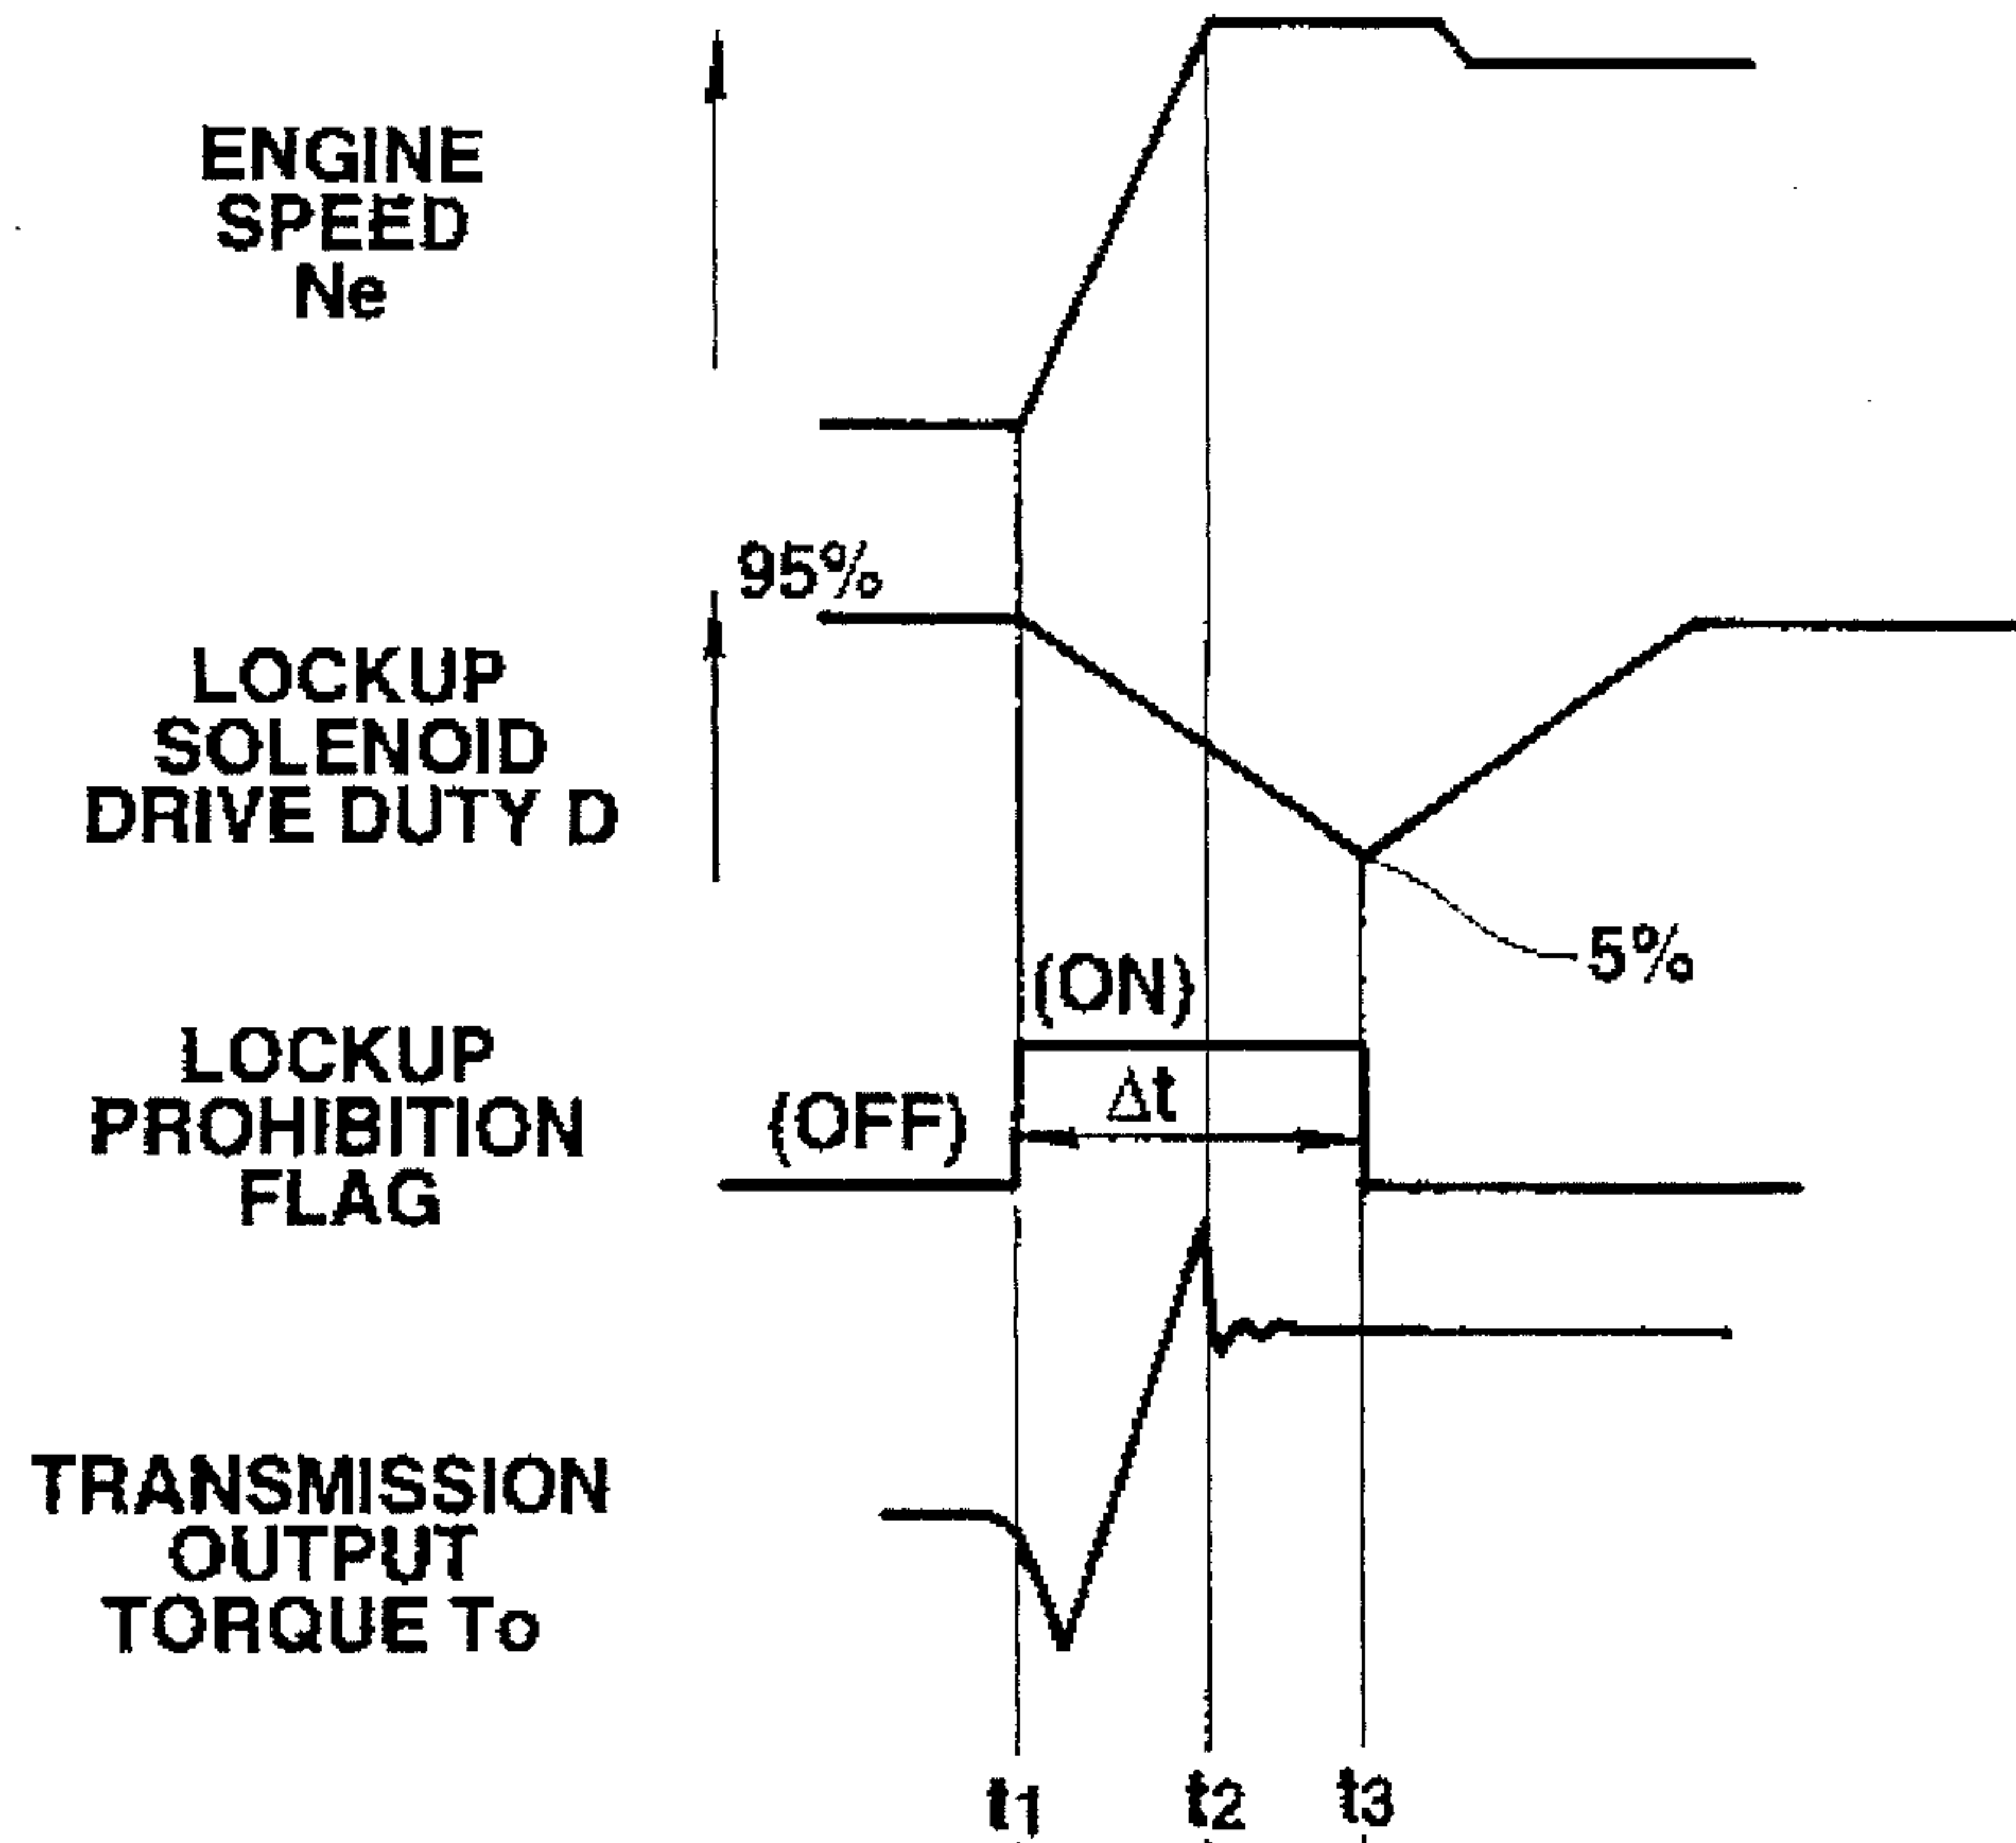 ENGINE
SPEED
Ne
95%
LOCKUP
SOLENOID
DRIVE DUTY D
5%
(ON)
LOCKUP
PROHIBITION
FLAG
(OFF)
Δt
TRANSMISSION
OUTPUT
TORQUE To
t1
t2
t3